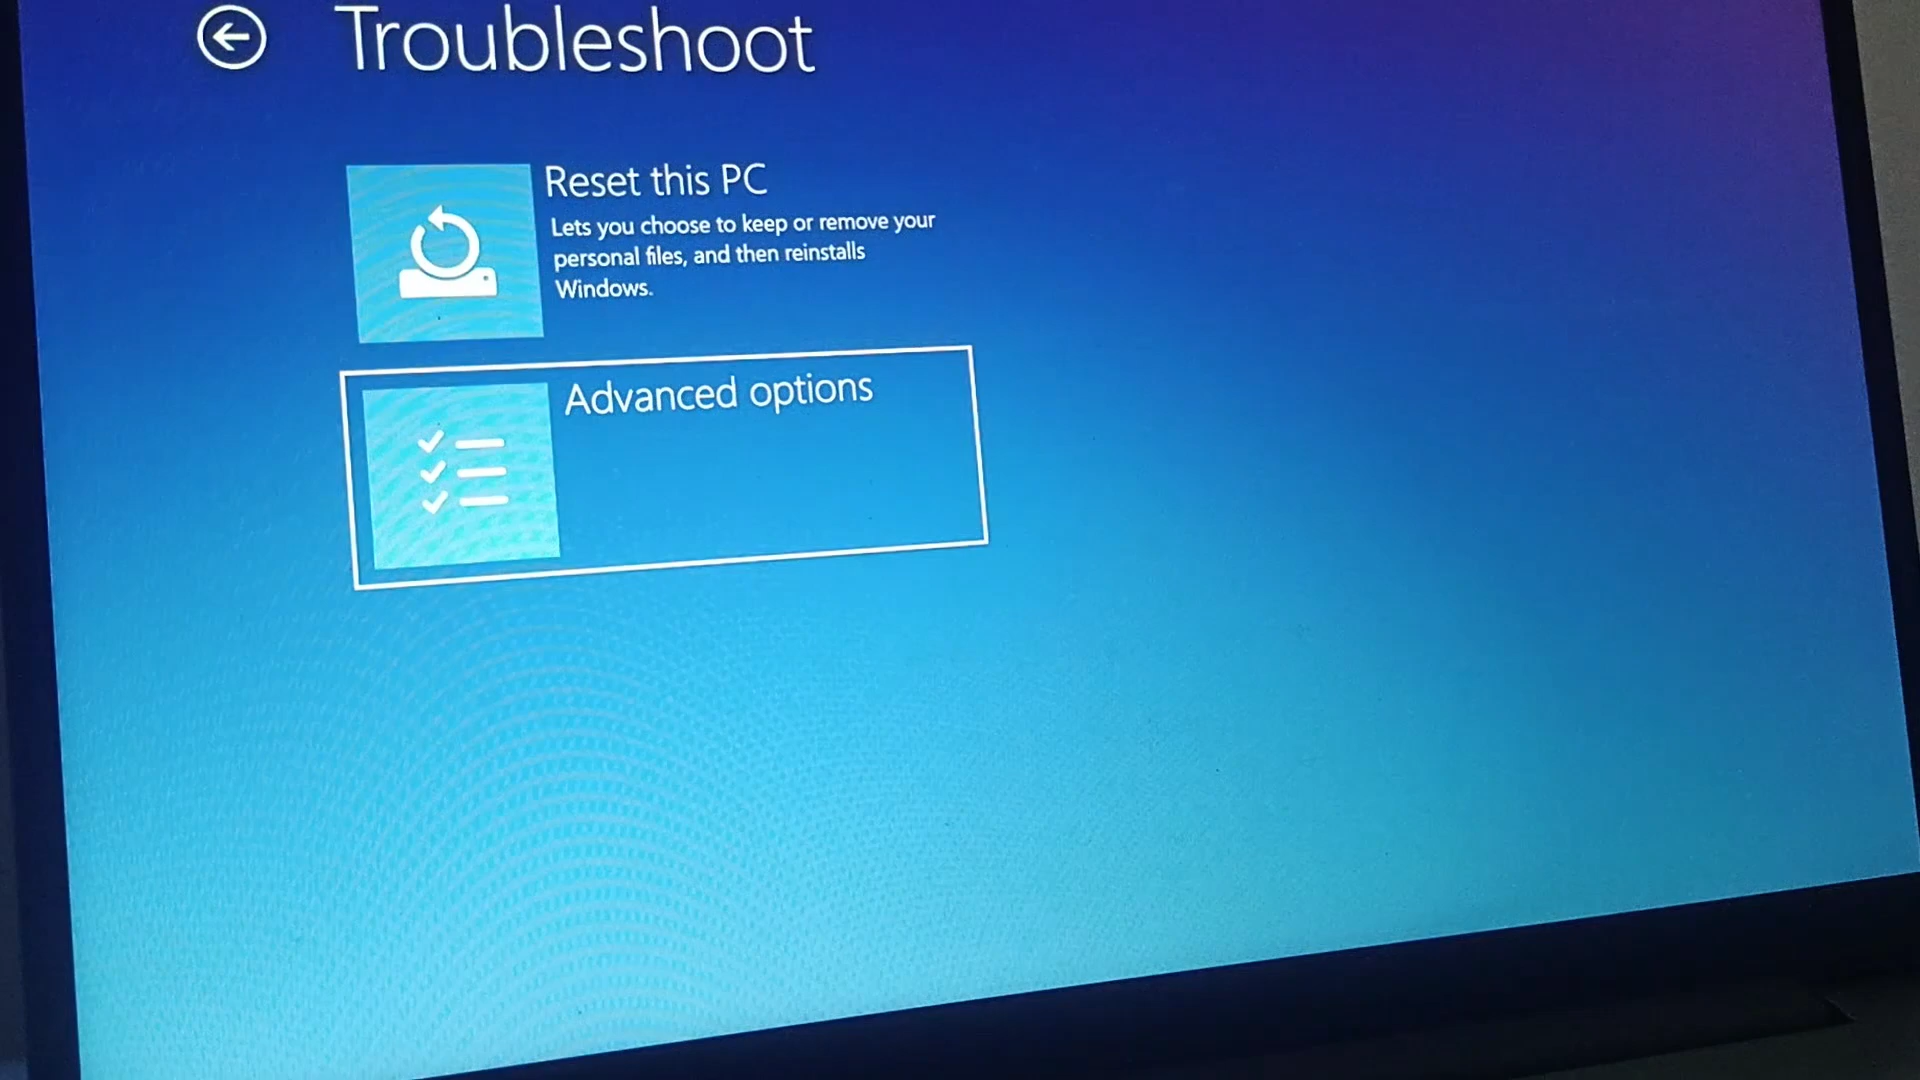 Troubleshoot
Reset this PC
Lets you choose to keep or remove your
personal files, and then reinstalls
Windows.
Advanced options